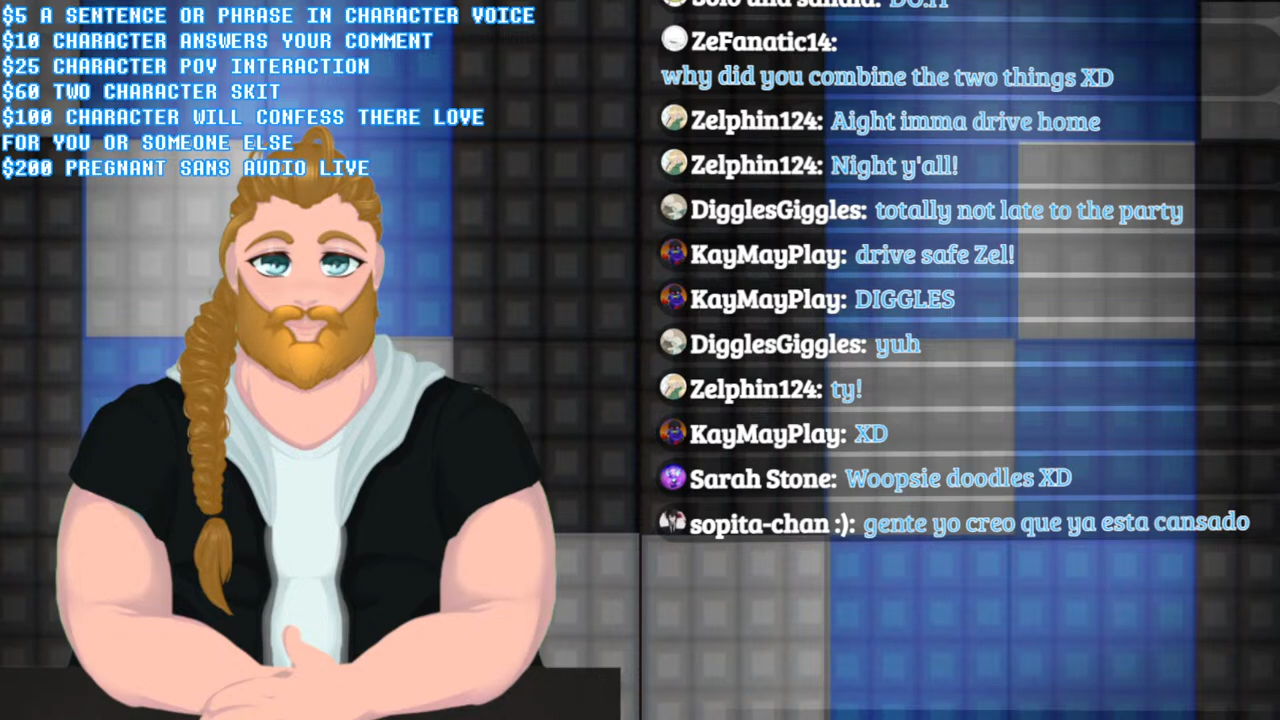 $5 A SENTENCE OR PHRASE IN CHARACTER VOICE
$10 CHARACTER ANSWERS YOUR COMMENT
$25 CHARACTER POV INTERACTION
$60 TWO CHARACTER SKIT
$100 CHARACTER WILL CONFESS THERE LOVE
FOR YOU OR SOMEONE ELSE
$200 PREGNANT SANS AUDIO LIVE
ZeFanatic14:
why did you combine the two things XD
Zelphin124: Aight imma drive home
Zelphin124: Night y'all!
DigglesGiggles: totally not late to the party
KayMayPlay: drive safe Zel!
KayMayPlay: DIGGLES
DigglesGiggles: yuh
Zelphin124: ty!
KayMayPlay: XD
Sarah Stone: Woopsie doodles XD
sopita-chan :): gente yo creo que ya esta cansado